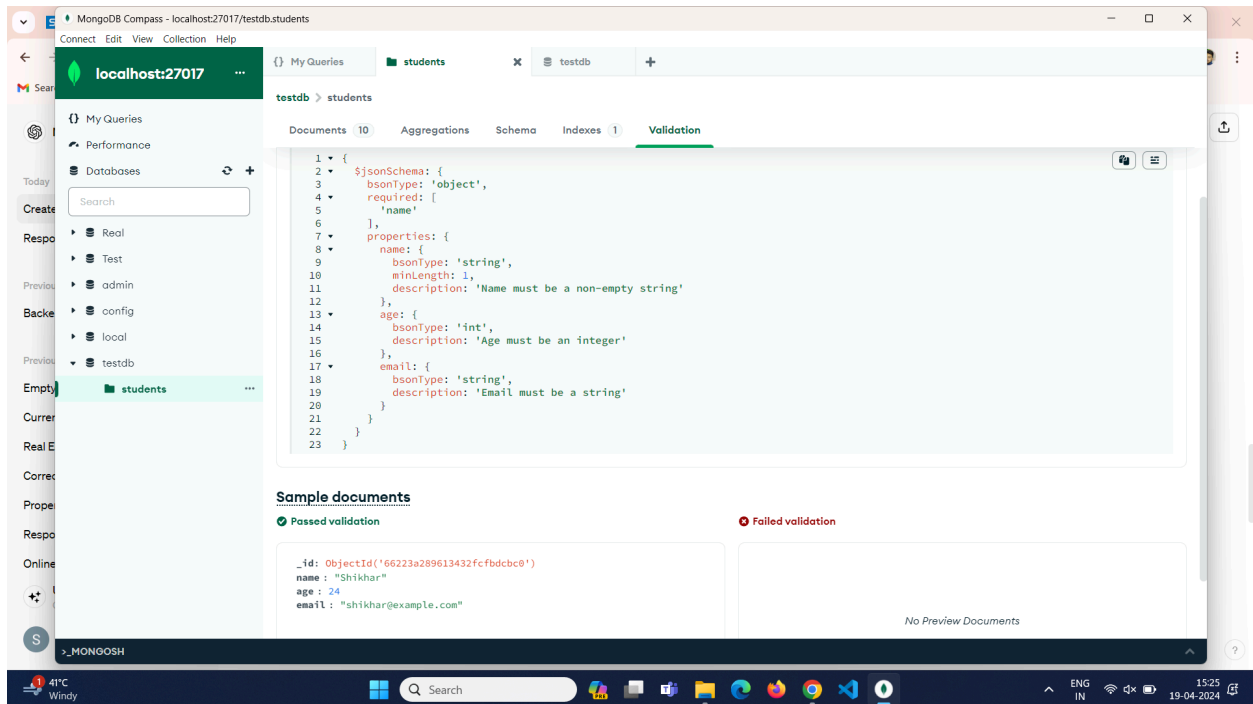 MongoDB Compass - localhost:27017/testdb.students
Connect Edit View Collection Help
localhost:27017 ...
{} My Queries
students
testdb
testdb > students
Documents 10 Aggregations Schema Indexes 1 Validation
{} My Queries
Performance
Databases
Search
Real
Test
admin
config
local
testdb
students ...
1 {
2 $jsonSchema: {
3 bsonType: 'object',
4 required: [
5 'name'
6 ],
7 properties: {
8 name: {
9 bsonType: 'string',
10 minLength: 1,
11 description: 'Name must be a non-empty string'
12 },
13 age: {
14 bsonType: 'int',
15 description: 'Age must be an integer'
16 },
17 email: {
18 bsonType: 'string',
19 description: 'Email must be a string'
20 }
21 }
22 }
23 }
Sample documents
Passed validation
Failed validation
_id: ObjectId('66223a289613432fcfbdcbc0')
name : "Shikhar"
age : 24
email : "shikhar@example.com"
No Preview Documents
>_MONGOSH
Sear
Today
Create
Respo
Previou
Backe
Previou
Empty
Currer
Real E
Correc
Proper
Respo
Online
S
?
1
41°C
Windy
Search
PRE
ENG
IN
15:25
19-04-2024